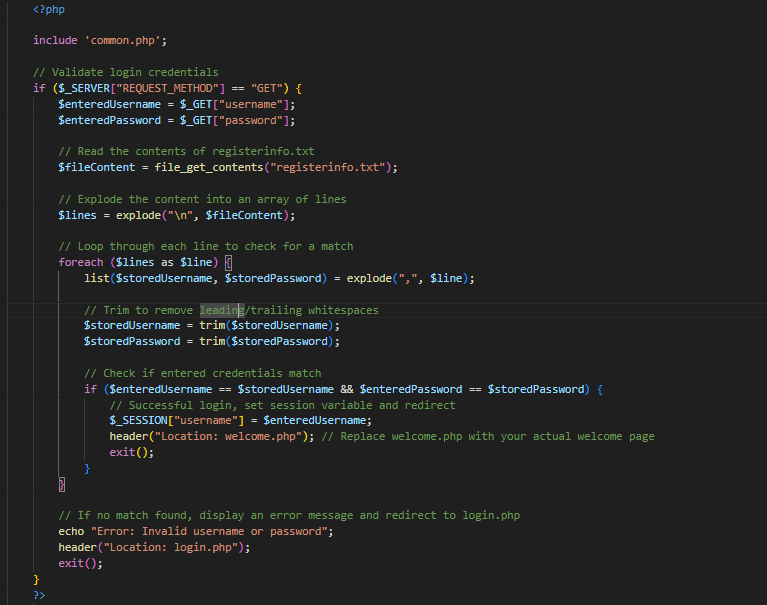 <?php
include 'common.php';
// Validate login credentials
if ($_SERVER["REQUEST_METHOD"] == "GET") {
$enteredUsername = $_GET["username"];
$enteredPassword = $_GET["password"];
// Read the contents of registerinfo.txt
$fileContent = file_get_contents("registerinfo.txt");
// Explode the content into an array of lines
$lines = explode("\n", $fileContent);
// Loop through each line to check for a match
foreach ($lines as $line) {
list($storedUsername, $storedPassword) = explode(",", $line);
// Trim to remove leading/trailing whitespaces
$storedUsername = trim($storedUsername);
$storedPassword = trim($storedPassword);
// Check if entered credentials match
if ($enteredUsername == $storedUsername && $enteredPassword == $storedPassword) {
// Successful login, set session variable and redirect
$_SESSION["username"] = $enteredUsername;
header("Location: welcome.php"); // Replace welcome.php with your actual welcome page
exit();
}
}
// If no match found, display an error message and redirect to login.php
echo "Error: Invalid username or password";
header("Location: login.php");
exit();
}
?>